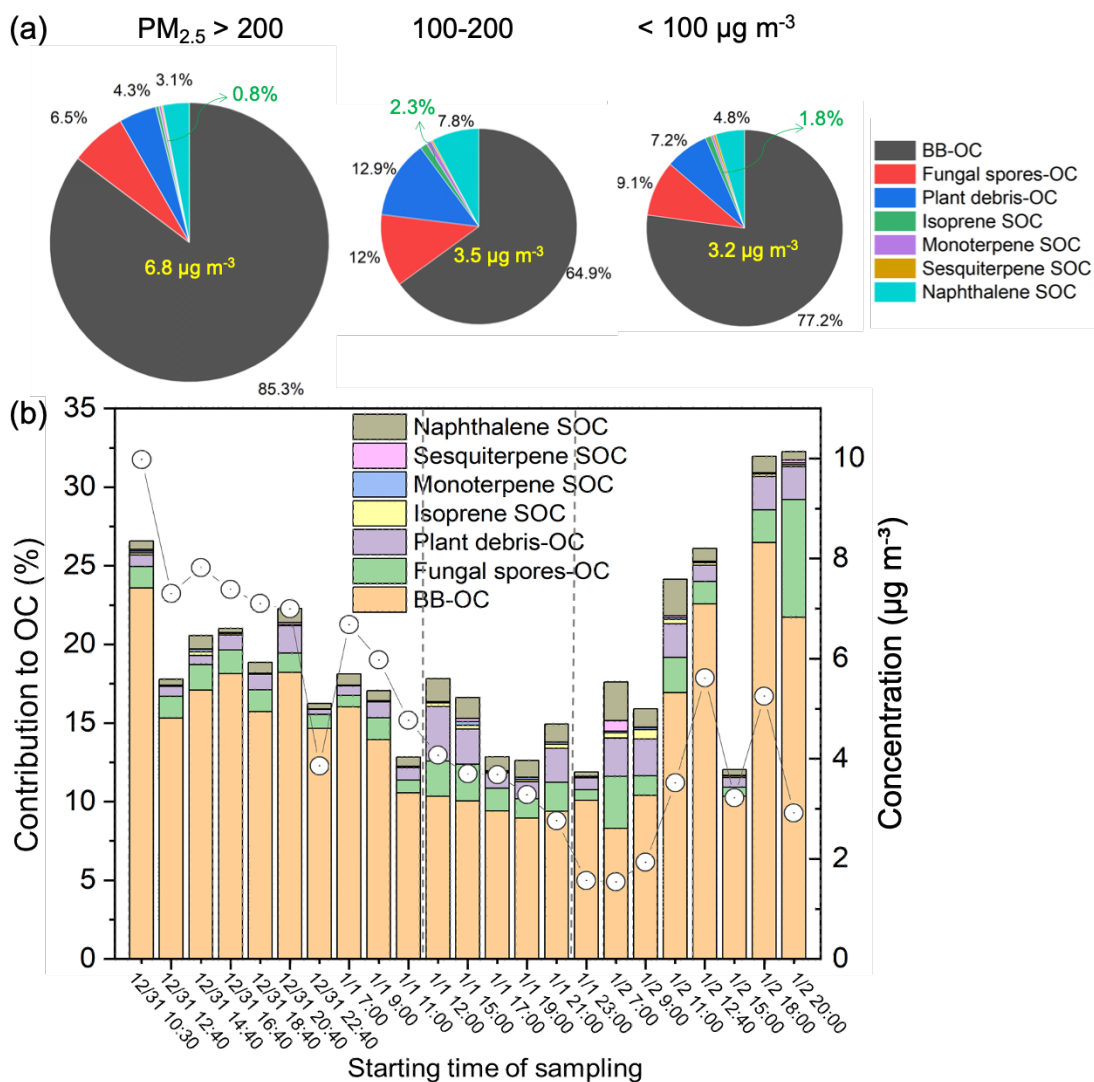 (a) PM2.5 > 200 100-200 < 100 μg m-3
3.1%
4.3%
0.8%
6.5%
6.8 μg m-3
85.3%
2.3%
7.8%
12.9%
12%
3.5 μg m-3
64.9%
4.8%
1.8%
7.2%
9.1%
3.2 μg m-3
77.2%
BB-OC
Fungal spores-OC
Plant debris-OC
Isoprene SOC
Monoterpene SOC
Sesquiterpene SOC
Naphthalene SOC
(b)
Contribution to OC (%)
35
30
25
20
15
10
5
0
Naphthalene SOC
Sesquiterpene SOC
Monoterpene SOC
Isoprene SOC
Plant debris-OC
Fungal spores-OC
BB-OC
10
8
6
4
2
0
Concentration (μg m-3)
12/31 10:30
12/31 12:40
12/31 14:40
12/31 16:40
12/31 18:40
12/31 20:40
12/31 22:40
1/1 7:00
1/1 9:00
1/1 11:00
1/1 12:00
1/1 15:00
1/1 17:00
1/1 19:00
1/1 21:00
1/1 23:00
1/2 7:00
1/2 9:00
1/2 11:00
1/2 12:40
1/2 15:00
1/2 18:00
1/2 20:00
Starting time of sampling